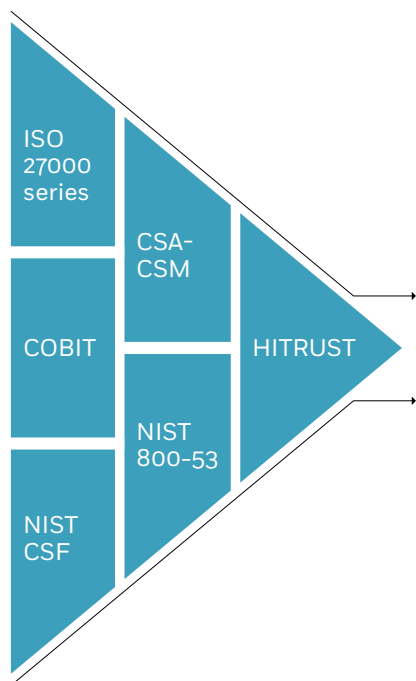 ISO
27000
series
COBIT
NIST
CSF
CSA-
CSM
NIST
800-53
HITRUST